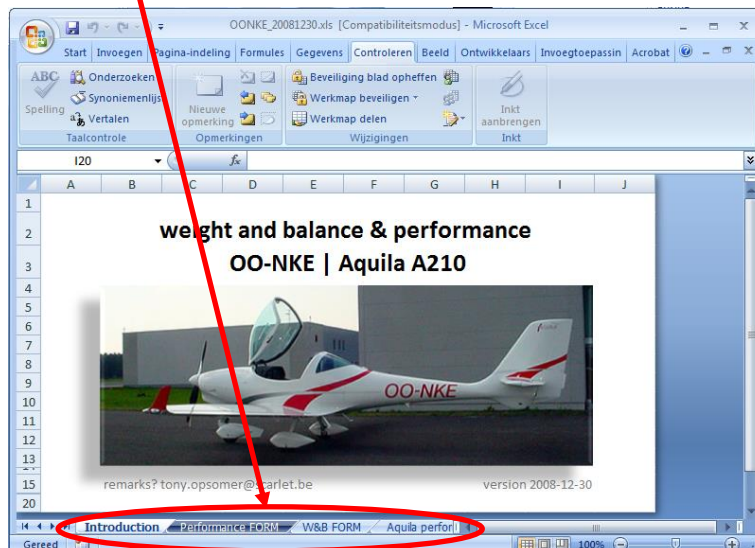 OONKE_20081230.xls [Compatibiliteitsmodus] - Microsoft Excel
Start Invoegen Pagina-indeling Formules Gegevens Controleren Beeld Ontwikkelaars Invoegtoepassin Acrobat
ABC Onderzoeken
Spelling Synoniemenlijst
Vertalen
Taalcontrole
Nieuwe
opmerking
Opmerkingen
Beveiliging blad opheffen
Werkmap beveiligen
Werkmap delen
Wijzigingen
Inkt
aanbrengen
Inkt
I20 fx
A B C D E F G H I J
1
2 weight and balance & performance
3 OO-NKE | Aquila A210
4
5
6
7
8
9
10 OO-NKE
11
12
13
15 remarks? tony.opsomer@scarlet.be version 2008-12-30
20
Introduction Performance FORM W&B FORM Aquila perfor
Gereed 100%